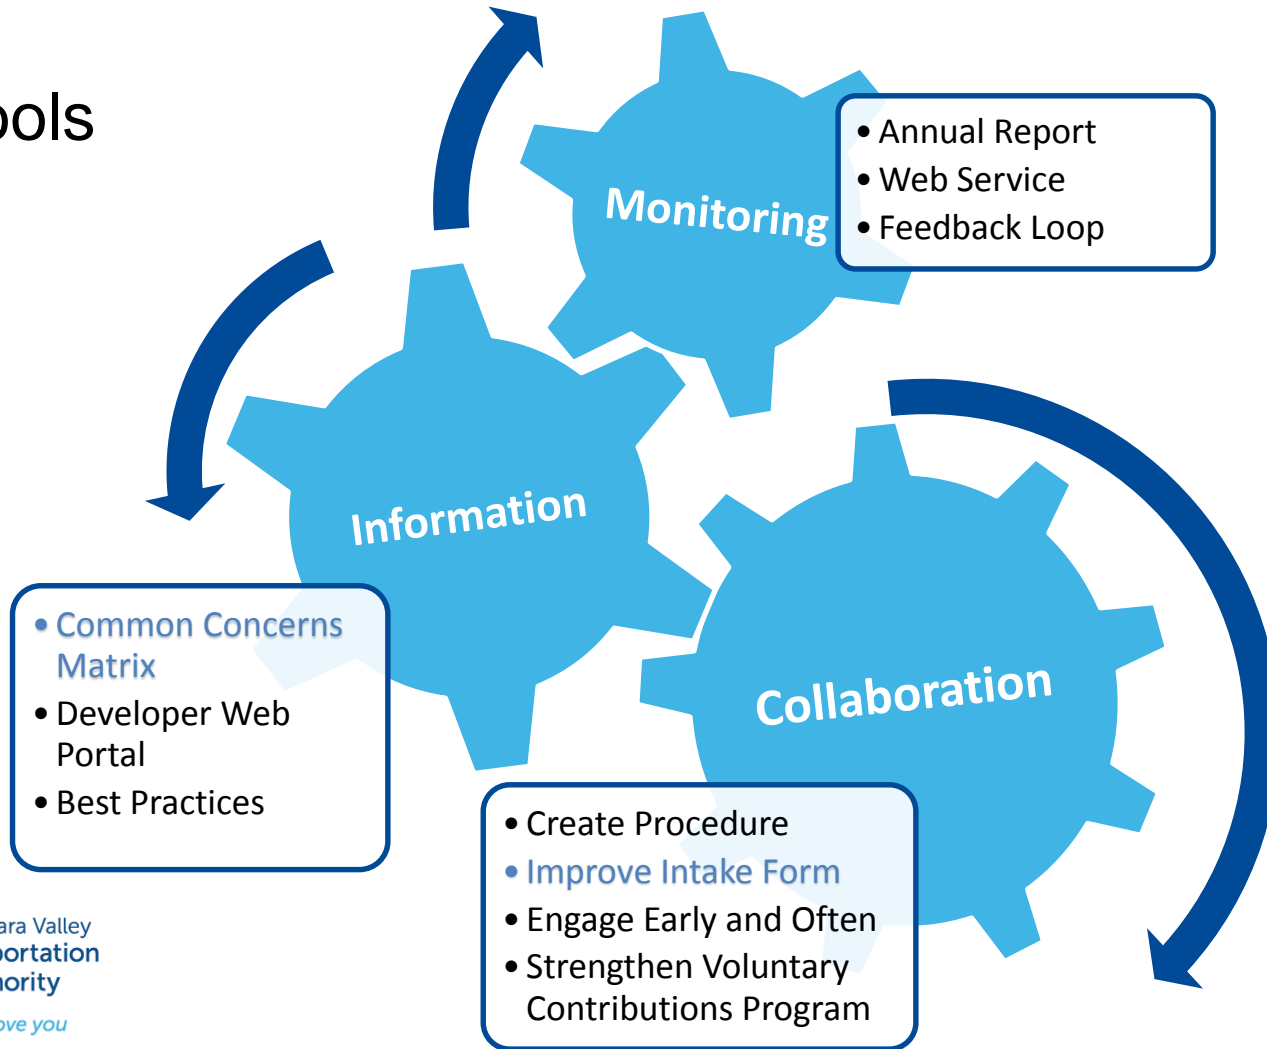 ools
Monitoring
• Annual Report
• Web Service
• Feedback Loop
Information
• Common Concerns
Matrix
• Developer Web
Portal
• Best Practices
Collaboration
• Create Procedure
• Improve Intake Form
• Engage Early and Often
• Strengthen Voluntary
Contributions Program
ara Valley
portation
hority
ove you